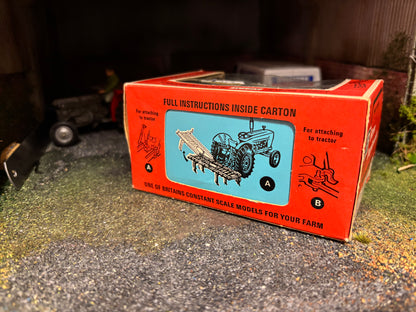 FULL INSTRUCTIONS INSIDE CARTON
For attaching
to tractor
A
A
For attaching
to tractor
B
ONE OF BRITAINS CONSTANT SCALE MODELS FOR YOUR FARM